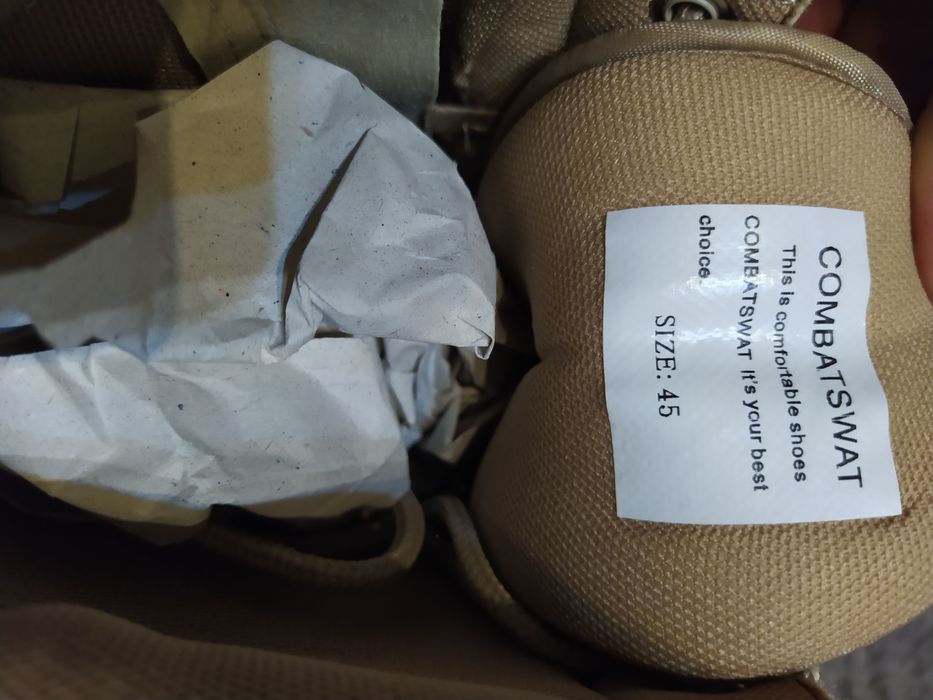 COMBATSWAT
This is comfortable shoes
COMBATSWAT It's your best
choice
SIZE: 45